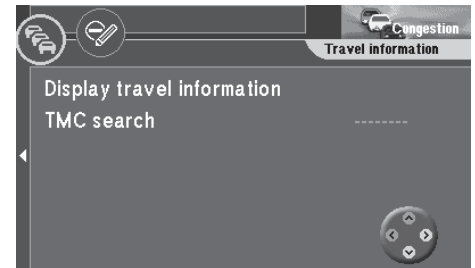 Congestion
Travel information
Display travel information
TMC search --------